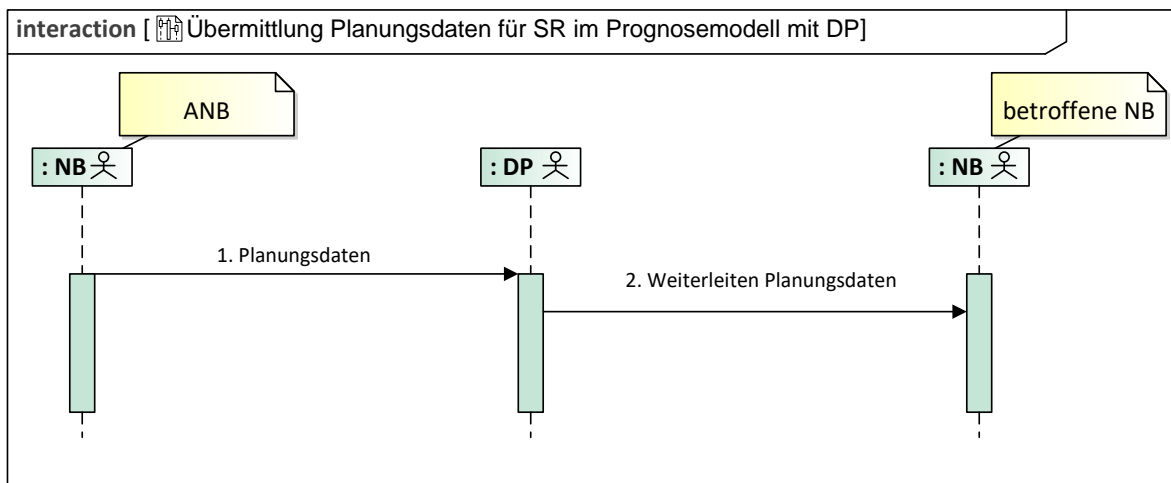 interaction [ Übermittlung Planungsdaten für SR im Prognosemodell mit DP]
ANB
betroffene NB
: NB
: DP
: NB
1. Planungsdaten
2. Weiterleiten Planungsdaten